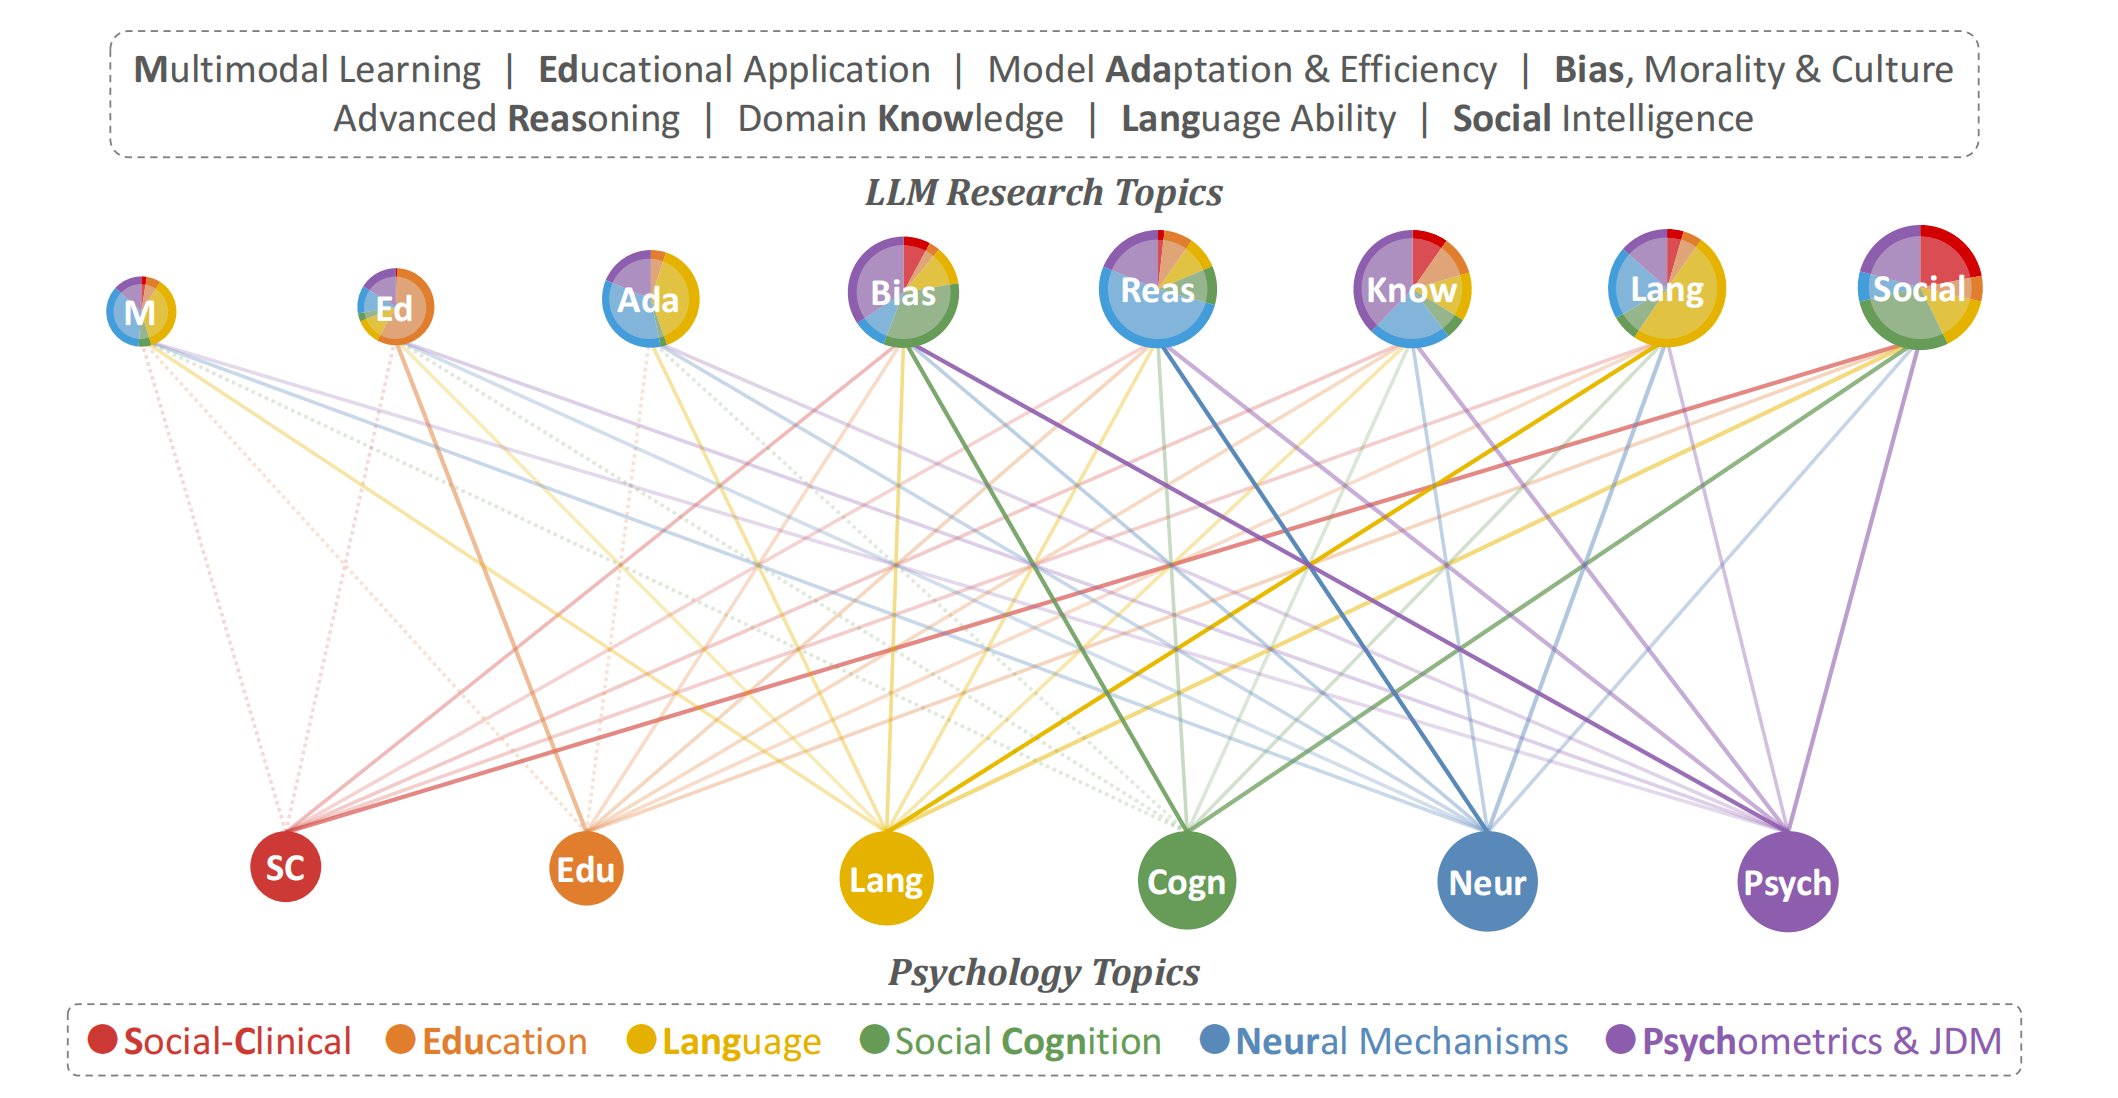 Multimodal Learning | Educational Application | Model Adaptation & Efficiency | Bias, Morality & Culture
Advanced Reasoning | Domain Knowledge | Language Ability | Social Intelligence
LLM Research Topics
M Ed Ada Bias Reas Know Lang Social
SC Edu Lang Cogn Neur Psych
Psychology Topics
Social-Clinical Education Language Social Cognition Neural Mechanisms Psychometrics & JDM